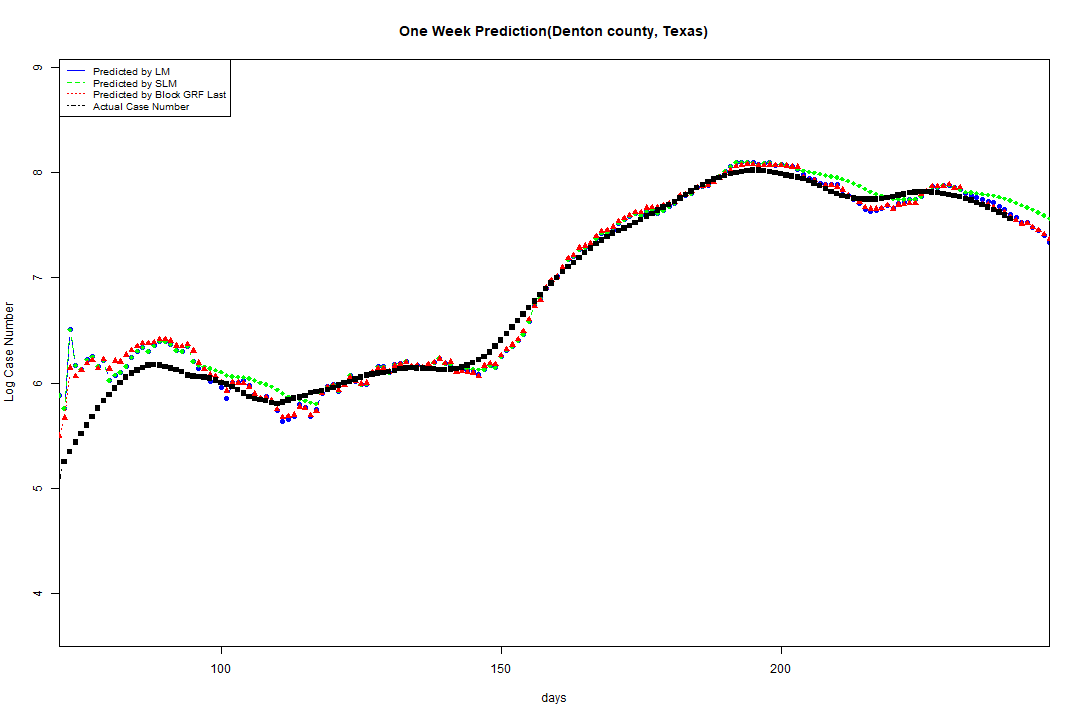 One Week Prediction(Denton county, Texas)
Predicted by LM
Predicted by SLM
Predicted by Block GRF Last
Actual Case Number
9
8
7
6
5
4
Log Case Number
100 150 200
days